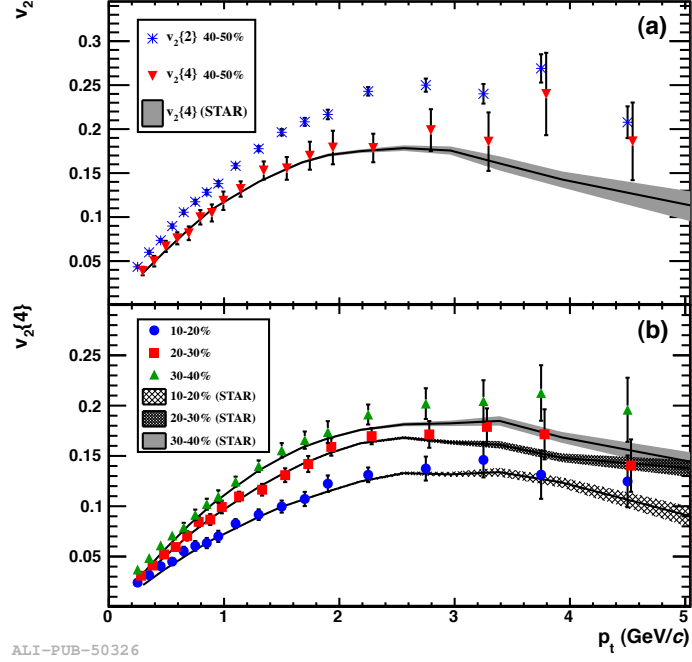 v2
(a)
0.3
0.25
0.2
0.15
0.1
0.05
v2{2} 40-50%
v2{4} 40-50%
v2{4} (STAR)
v2{4}
(b)
0.25
0.2
0.15
0.1
0.05
10-20%
20-30%
30-40%
10-20% (STAR)
20-30% (STAR)
30-40% (STAR)
0 1 2 3 4 5
pt (GeV/c)
ALI-PUB-50326